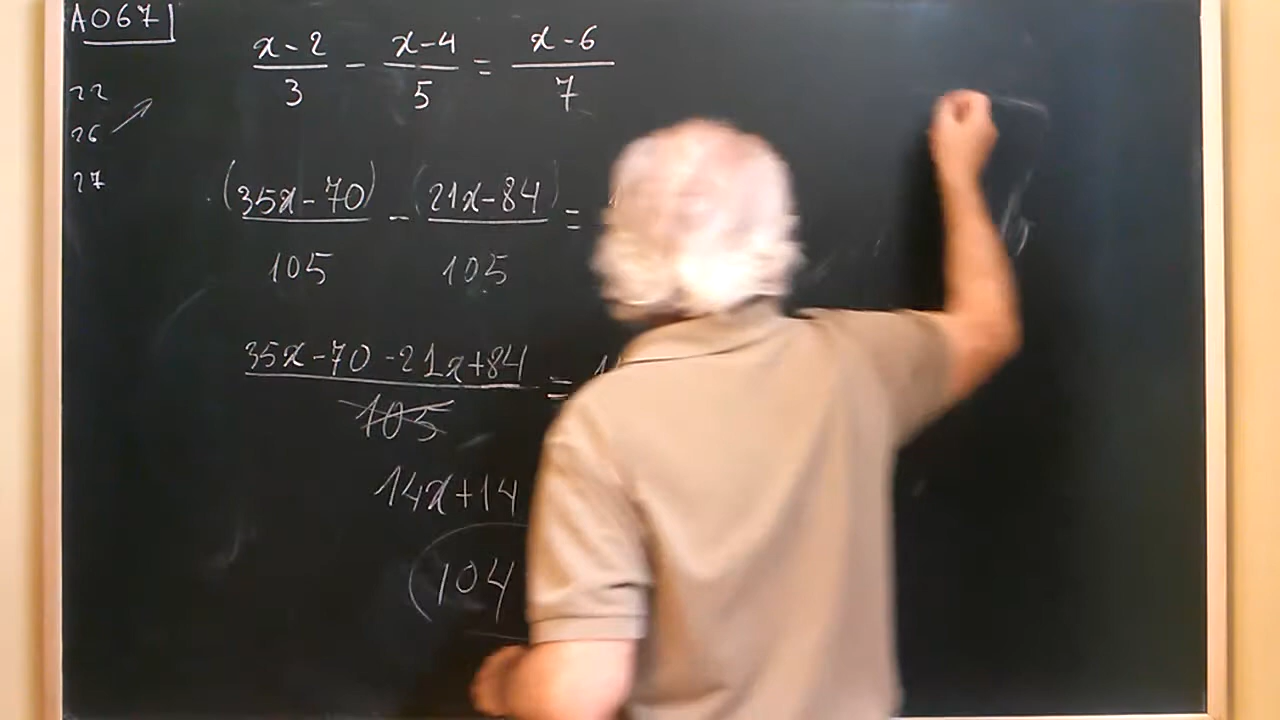 A067
x-2/3 - x-4/5 = x-6/7
22
26
27
(35x-70)/105 - (21x-84)/105 =
35x-70-21x+84/105 =
14x+14
104